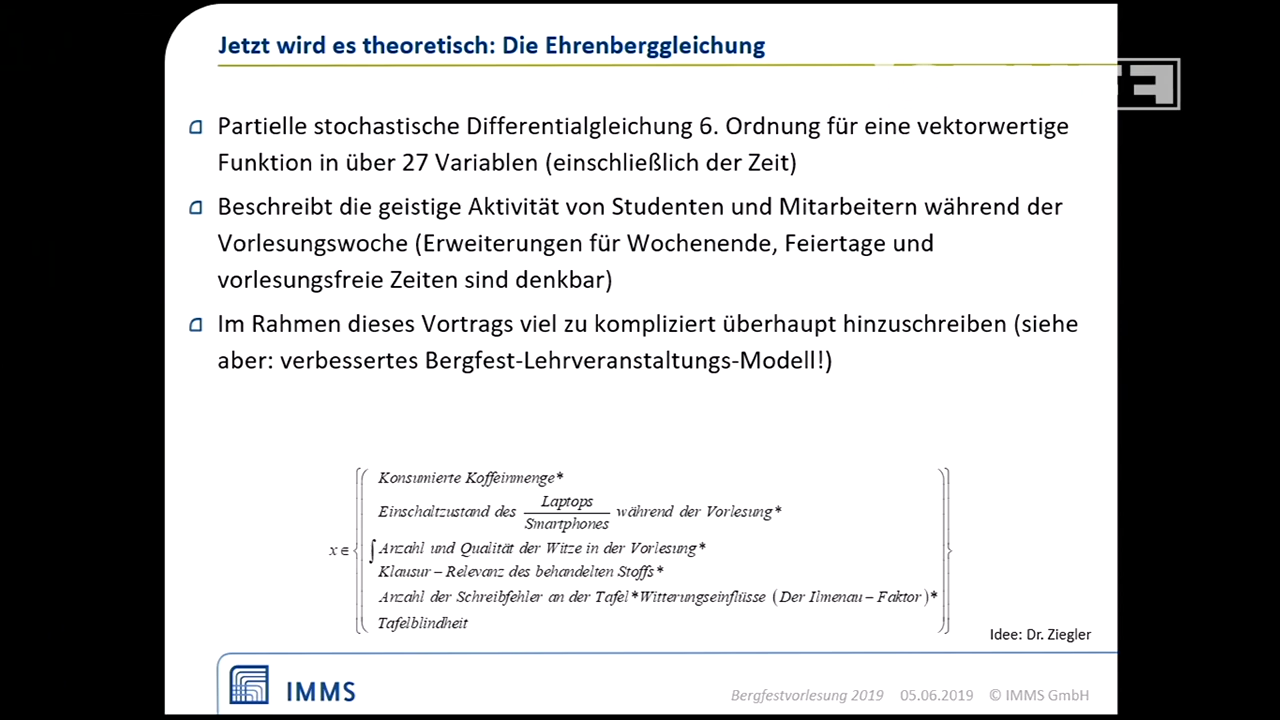 Jetzt wird es theoretisch: Die Ehrenberggleichung
Partielle stochastische Differentialgleichung 6. Ordnung für eine vektorwertige
Funktion in über 27 Variablen (einschließlich der Zeit)
Beschreibt die geistige Aktivität von Studenten und Mitarbeitern während der
Vorlesungswoche (Erweiterungen für Wochenende, Feiertage und
vorlesungsfreie Zeiten sind denkbar)
Im Rahmen dieses Vortrags viel zu kompliziert überhaupt hinzuschreiben (siehe
aber: verbessertes Bergfest-Lehrveranstaltungs-Modell!)
Konsumierte Koffeinmenge*
Einschaltzustand des Laptops/Smartphones während der Vorlesung*
x ∈ { ( ∫ Anzahl und Qualität der Witze in der Vorlesung* ) }
Klausur – Relevanz des behandelten Stoffs*
Anzahl der Schreibfehler an der Tafel*Witterungseinflüsse (Der Ilmenau – Faktor)*
Tafelblindheit
Idee: Dr. Ziegler
IMMS
Bergfestvorlesung 2019 05.06.2019 © IMMS GmbH